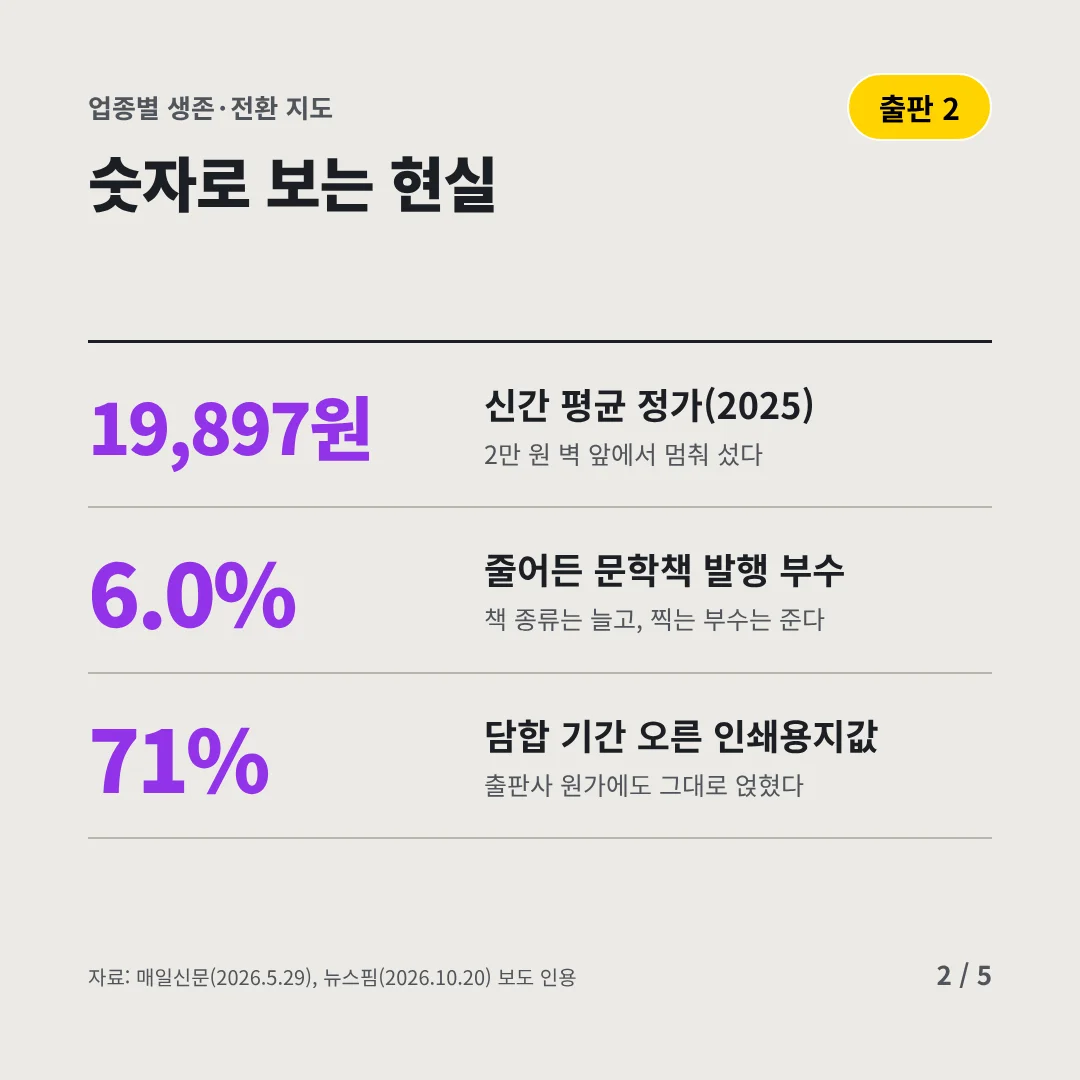 업종별 생존·전환 지도
출판 2
숫자로 보는 현실
19,897원
신간 평균 정가(2025)
2만 원 벽 앞에서 멈춰 섰다
6.0%
줄어든 문학책 발행 부수
책 종류는 늘고, 찍는 부수는 준다
71%
담합 기간 오른 인쇄용지값
출판사 원가에도 그대로 얹혔다
자료: 매일신문(2026.5.29), 뉴스핌(2026.10.20) 보도 인용
2 / 5